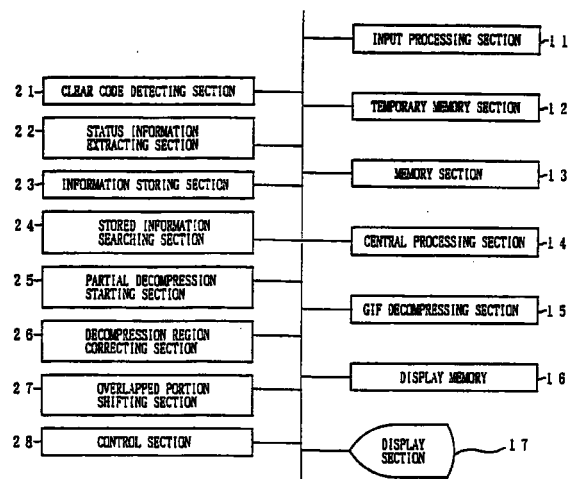 INPUT PROCESSING SECTION 11
21 CLEAR CODE DETECTING SECTION
TEMPORARY MEMORY SECTION 12
22 STATUS INFORMATION
EXTRACTING SECTION
MEMORY SECTION 13
23 INFORMATION STORING SECTION
24 STORED INFORMATION
SEARCHING SECTION
CENTRAL PROCESSING SECTION 14
25 PARTIAL DECOMPRESSION
STARTING SECTION
GIF DECOMPRESSING SECTION 15
26 DECOMPRESSION REGION
CORRECTING SECTION
DISPLAY MEMORY 16
27 OVERLAPPED PORTION
SHIFTING SECTION
28 CONTROL SECTION
DISPLAY
SECTION 17